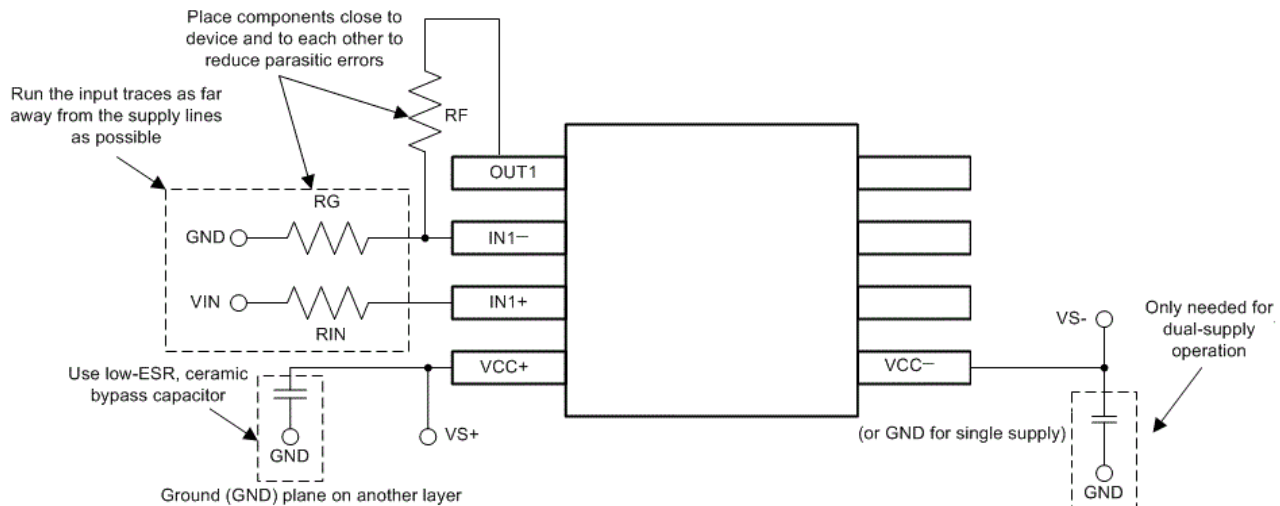 Place components close to
device and to each other to
reduce parasitic errors
Run the input traces as far
away from the supply lines
as possible
RF
OUT1
RG
GND
IN1−
VIN
IN1+
RIN
VS-
Only needed for
dual-supply
operation
VCC+
VCC−
Use low-ESR, ceramic
bypass capacitor
VS+
(or GND for single supply)
GND
GND
Ground (GND) plane on another layer